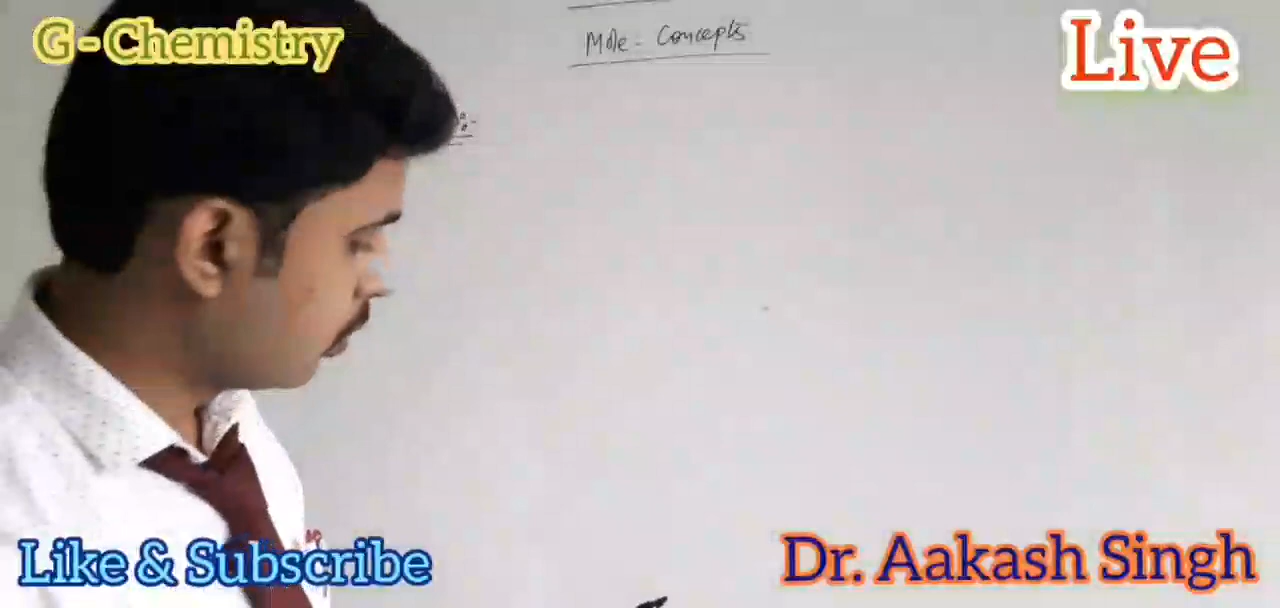 G - Chemistry
Mole - Concepts
Live
Like & Subscribe
Dr. Aakash Singh